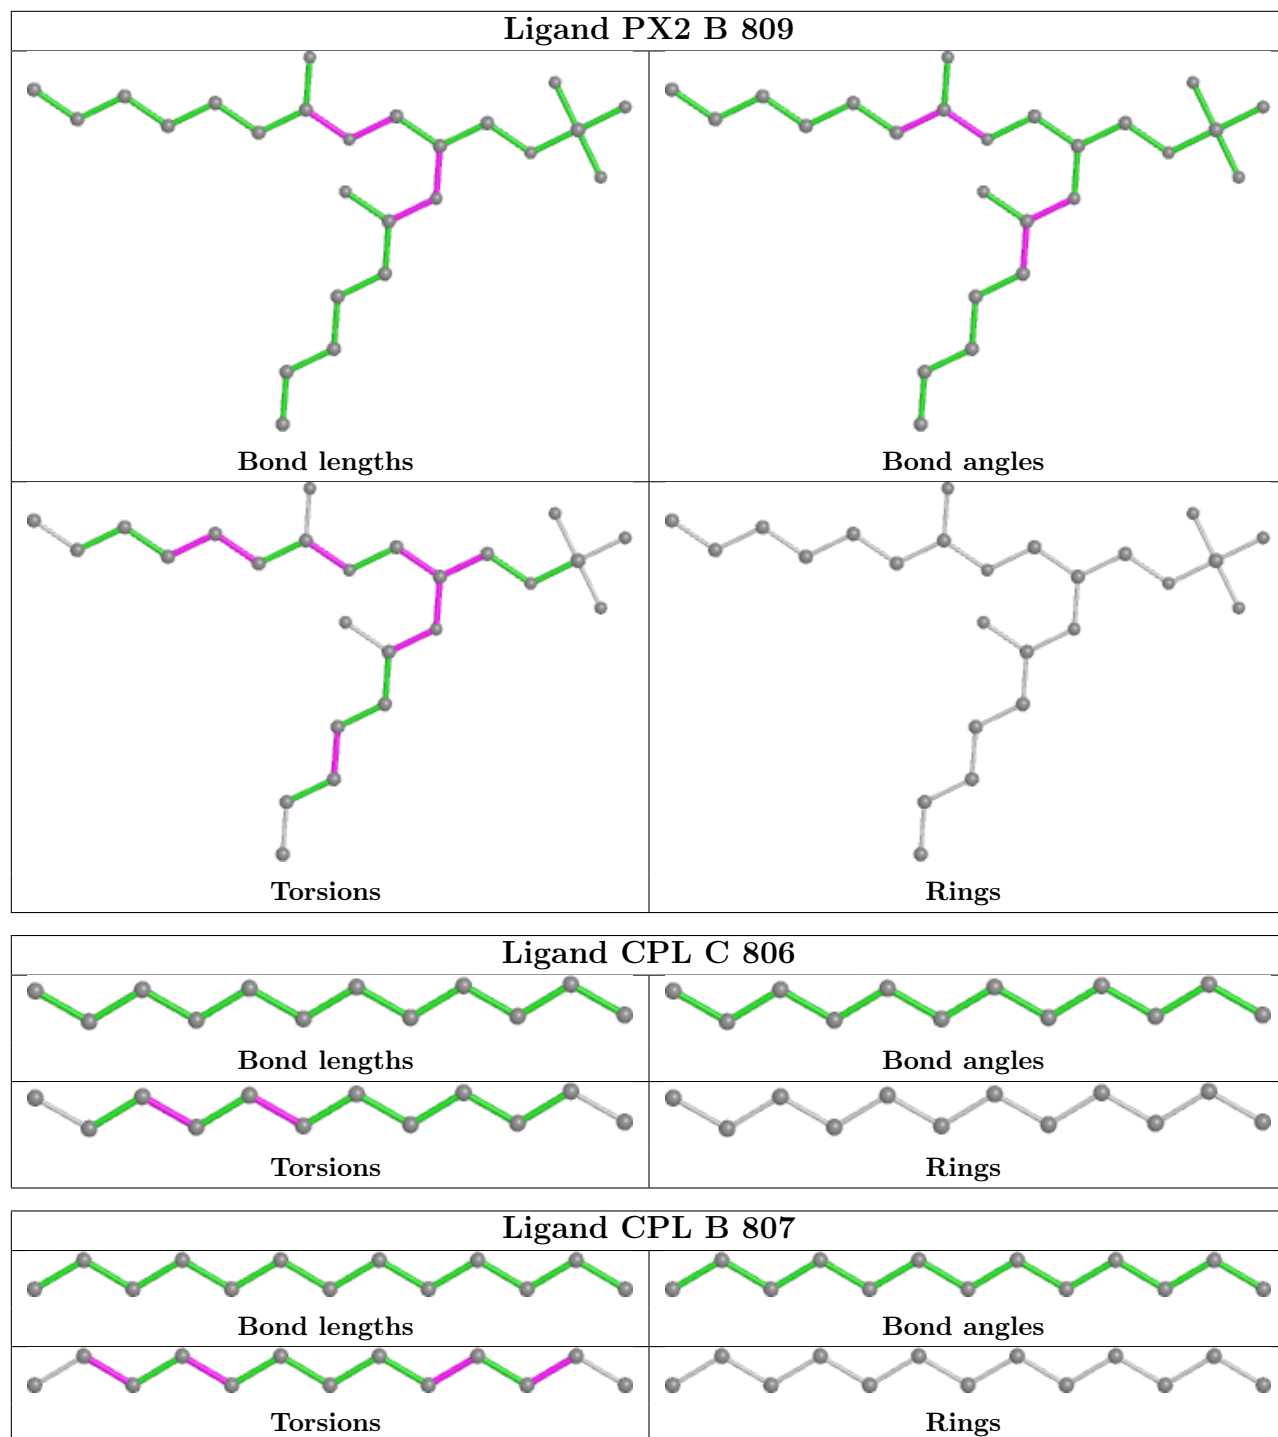 Ligand PX2 B 809
Bond lengths
Bond angles
Torsions
Rings
Ligand CPL C 806
Bond lengths
Bond angles
Torsions
Rings
Ligand CPL B 807
Bond lengths
Bond angles
Torsions
Rings